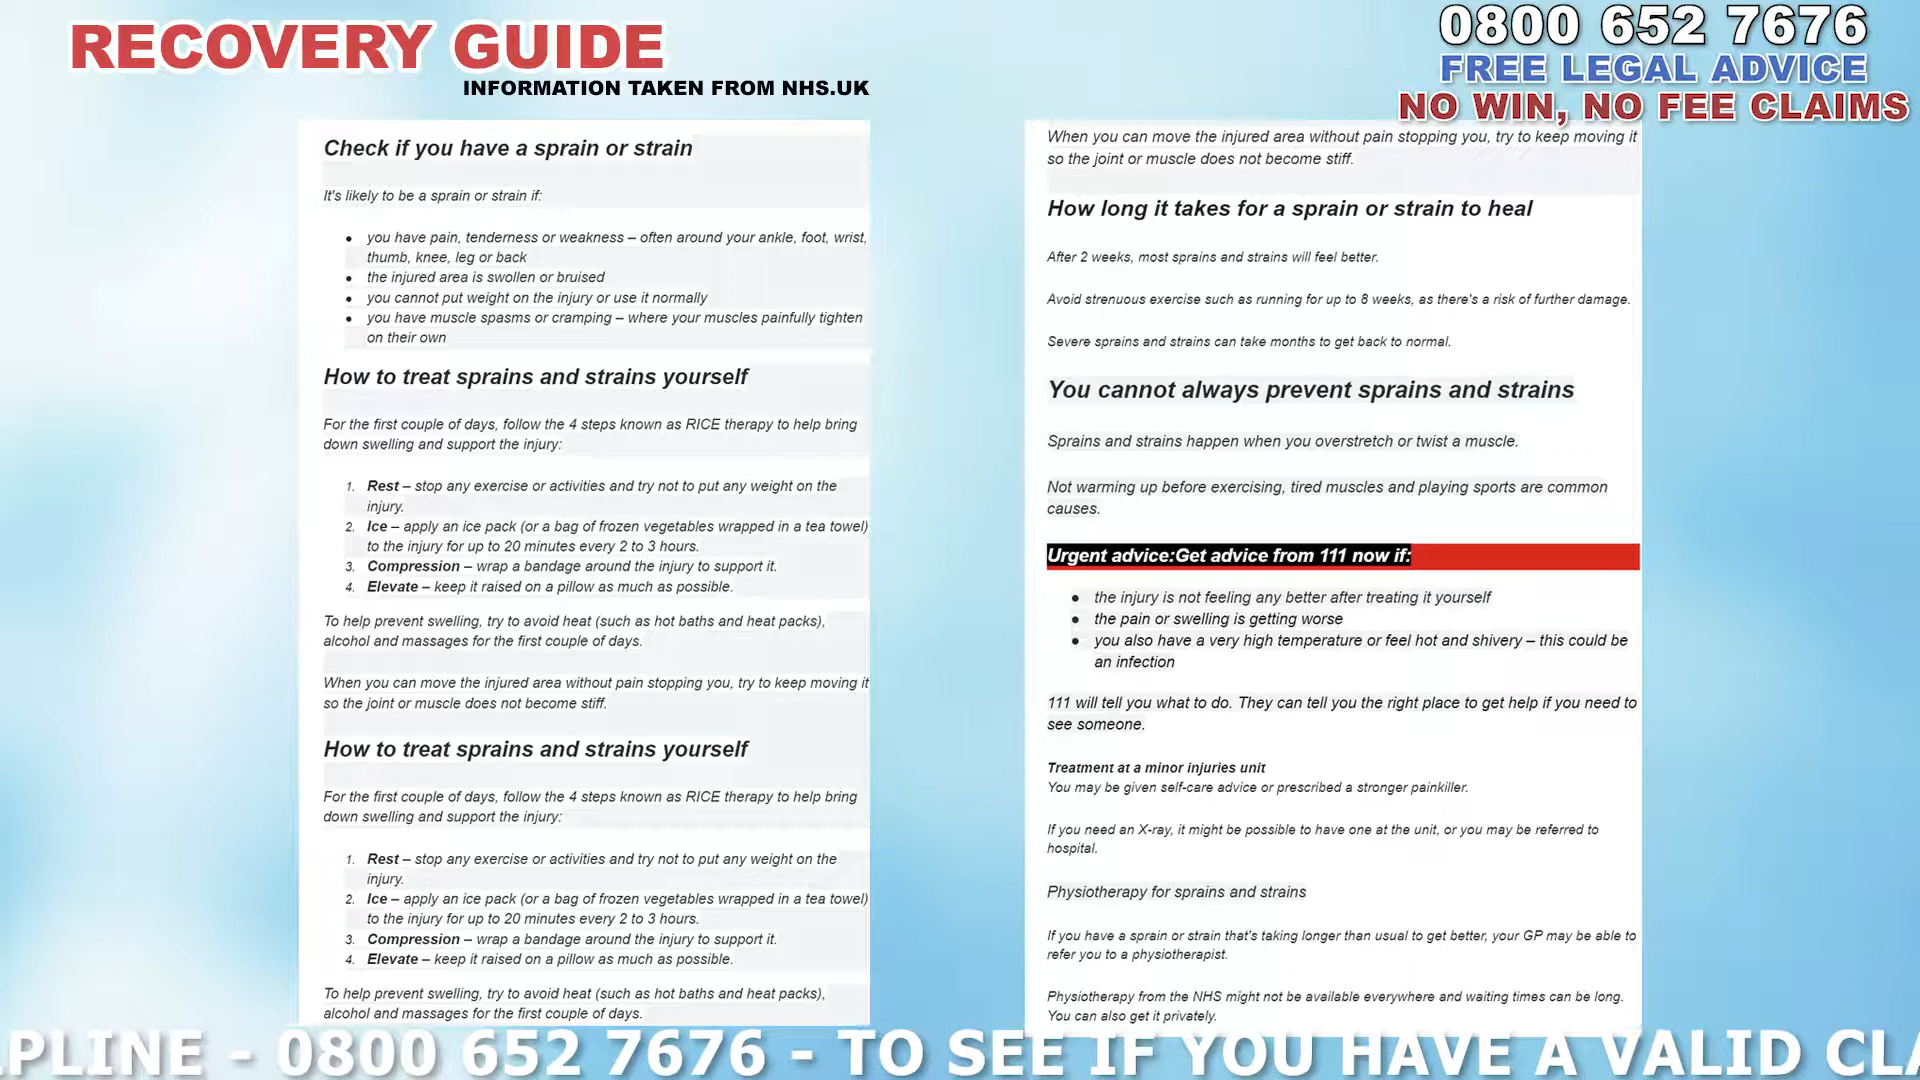 RECOVERY GUIDE
INFORMATION TAKEN FROM NHS.UK
0800 652 7676
FREE LEGAL ADVICE
NO WIN, NO FEE CLAIMS
Check if you have a sprain or strain
It's likely to be a sprain or strain if:
• you have pain, tenderness or weakness – often around your ankle, foot, wrist,
thumb, knee, leg or back
• the injured area is swollen or bruised
• you cannot put weight on the injury or use it normally
• you have muscle spasms or cramping – where your muscles painfully tighten
on their own
How to treat sprains and strains yourself
For the first couple of days, follow the 4 steps known as RICE therapy to help bring
down swelling and support the injury:
1. Rest – stop any exercise or activities and try not to put any weight on the
injury.
2. Ice – apply an ice pack (or a bag of frozen vegetables wrapped in a tea towel)
to the injury for up to 20 minutes every 2 to 3 hours.
3. Compression – wrap a bandage around the injury to support it.
4. Elevate – keep it raised on a pillow as much as possible.
To help prevent swelling, try to avoid heat (such as hot baths and heat packs),
alcohol and massages for the first couple of days.
When you can move the injured area without pain stopping you, try to keep moving it
so the joint or muscle does not become stiff.
How to treat sprains and strains yourself
For the first couple of days, follow the 4 steps known as RICE therapy to help bring
down swelling and support the injury:
1. Rest – stop any exercise or activities and try not to put any weight on the
injury.
2. Ice – apply an ice pack (or a bag of frozen vegetables wrapped in a tea towel)
to the injury for up to 20 minutes every 2 to 3 hours.
3. Compression – wrap a bandage around the injury to support it.
4. Elevate – keep it raised on a pillow as much as possible.
To help prevent swelling, try to avoid heat (such as hot baths and heat packs),
alcohol and massages for the first couple of days.
When you can move the injured area without pain stopping you, try to keep moving it
so the joint or muscle does not become stiff.
How long it takes for a sprain or strain to heal
After 2 weeks, most sprains and strains will feel better.
Avoid strenuous exercise such as running for up to 8 weeks, as there's a risk of further damage.
Severe sprains and strains can take months to get back to normal.
You cannot always prevent sprains and strains
Sprains and strains happen when you overstretch or twist a muscle.
Not warming up before exercising, tired muscles and playing sports are common
causes.
Urgent advice:Get advice from 111 now if:
• the injury is not feeling any better after treating it yourself
• the pain or swelling is getting worse
• you also have a very high temperature or feel hot and shivery – this could be
an infection
111 will tell you what to do. They can tell you the right place to get help if you need to
see someone.
Treatment at a minor injuries unit
You may be given self-care advice or prescribed a stronger painkiller.
If you need an X-ray, it might be possible to have one at the unit, or you may be referred to
hospital.
Physiotherapy for sprains and strains
If you have a sprain or strain that's taking longer than usual to get better, your GP may be able to
refer you to a physiotherapist.
Physiotherapy from the NHS might not be available everywhere and waiting times can be long.
You can also get it privately.
PLINE - 0800 652 7676 - TO SEE IF YOU HAVE A VALID CLA